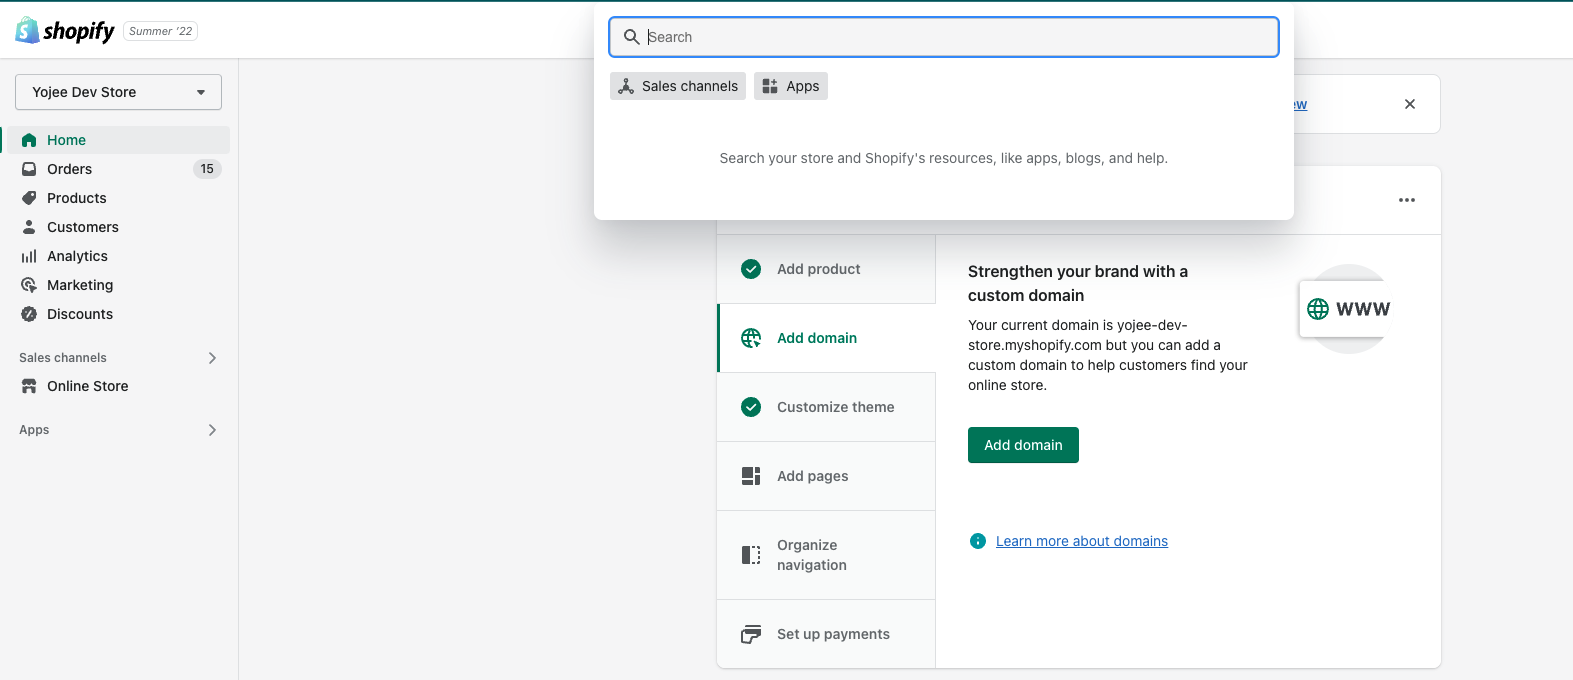 shopify
Summer '22
Search
Sales channels
Apps
Search your store and Shopify's resources, like apps, blogs, and help.
Yojee Dev Store
Home
Orders
15
Products
Customers
Analytics
Marketing
Discounts
Sales channels
Online Store
Apps
Add product
Add domain
Customize theme
Add pages
Organize
navigation
Set up payments
Strengthen your brand with a
custom domain
Your current domain is yojee-dev-
store.myshopify.com but you can add a
custom domain to help customers find your
online store.
Add domain
Learn more about domains
WWW